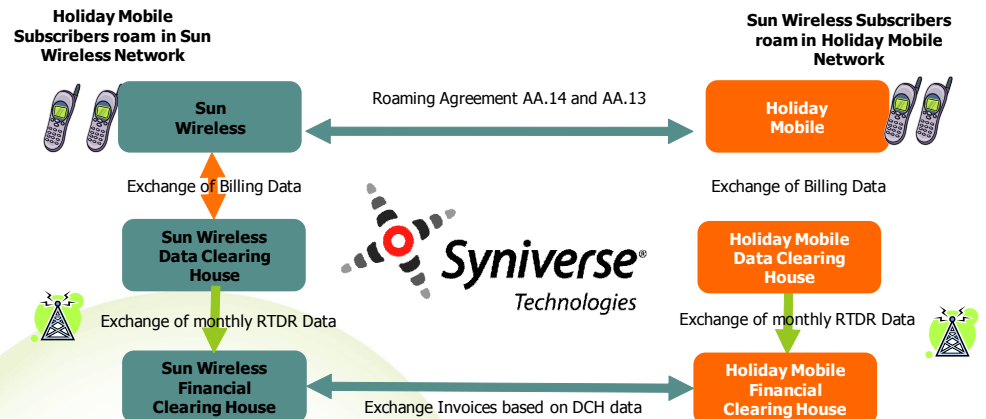 Holiday Mobile
Subscribers roam in Sun
Wireless Network
Sun Wireless Subscribers
roam in Holiday Mobile
Network
Sun
Wireless
Roaming Agreement AA.14 and AA.13
Holiday
Mobile
Exchange of Billing Data
Exchange of Billing Data
Sun Wireless
Data Clearing
House
Syniverse®
Technologies
Holiday Mobile
Data Clearing
House
Exchange of monthly RTDR Data
Exchange of monthly RTDR Data
Sun Wireless
Financial
Clearing House
Exchange Invoices based on DCH data
Holiday Mobile
Financial
Clearing House